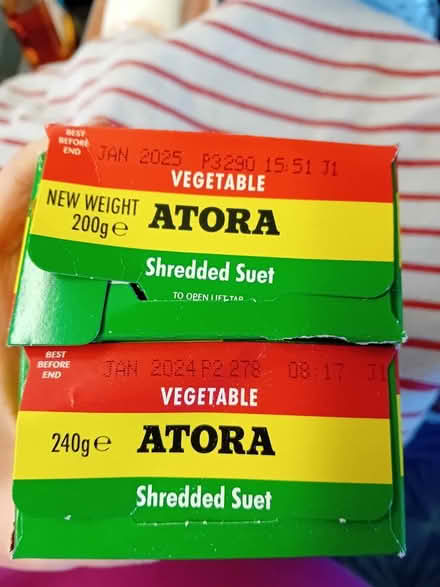 BEST
BEFORE
END
JAN 2025 P3290 15:51 J1
VEGETABLE
NEW WEIGHT
200g e
ATORA
Shredded Suet
TO OPEN LIFT TAB
BEST
BEFORE
END
JAN 2024 P2 278 08:17 J1
VEGETABLE
240g e
ATORA
Shredded Suet